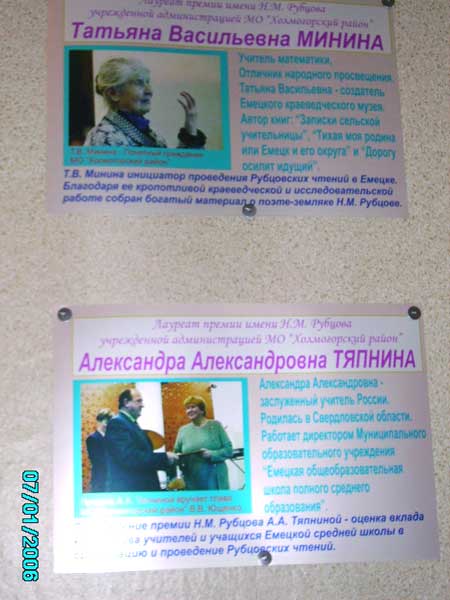 Лауреат премии имени Н.М. Рубцова
учрежденной администрацией МО "Холмогорский район"
Татьяна Васильевна МИНИНА
Учитель математики,
Отличник народного просвещения,
Татьяна Васильевна - создатель
Емецкого краеведческого музея.
Автор книг: "Записки сельской
учительницы", "Тихая моя родина
или Емецк и его округа" и "Дорогу
осилит идущий".
Т.В. Минина - Почетный гражданин
МО "Холмогорский район"
Т.В. Минина инициатор проведения Рубцовских чтений в Емецке.
Благодаря ее кропотливой краеведческой и исследовательской
работе собран богатый материал о поэте-земляке Н.М. Рубцове.
Лауреат премии имени Н.М. Рубцова
учрежденной администрацией МО "Холмогорский район"
Александра Александровна ТЯПНИНА
Александра Александровна -
заслуженный учитель России.
Родилась в Свердловской области.
Работает директором Муниципального
образовательного учреждения
"Емецкая общеобразовательная
школа полного среднего
образования".
А.А. Тяпниной вручает глава
район" В.В. Ющенко
премии Н.М. Рубцова А.А. Тяпниной - оценка вклада
учителей и учащихся Емецкой средней школы в
и проведение Рубцовских чтений.
07/01/2006